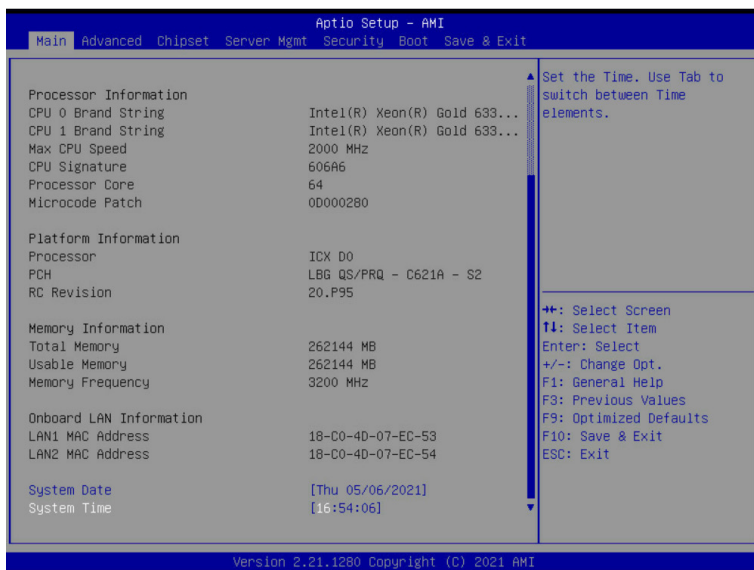 Aptio Setup - AMI
Main Advanced Chipset Server Mgmt Security Boot Save & Exit
Processor Information
CPU 0 Brand String Intel(R) Xeon(R) Gold 633...
CPU 1 Brand String Intel(R) Xeon(R) Gold 633...
Max CPU Speed 2000 MHz
CPU Signature 606A6
Processor Core 64
Microcode Patch 0D000280
Platform Information
Processor ICX D0
PCH LBG QS/PRQ - C621A - S2
RC Revision 20.P95
Memory Information
Total Memory 262144 MB
Usable Memory 262144 MB
Memory Frequency 3200 MHz
Onboard LAN Information
LAN1 MAC Address 18-C0-4D-07-EC-53
LAN2 MAC Address 18-C0-4D-07-EC-54
System Date [Thu 05/06/2021]
System Time [16:54:06]
Set the Time. Use Tab to
switch between Time
elements.
→←: Select Screen
↑↓: Select Item
Enter: Select
+/-: Change Opt.
F1: General Help
F3: Previous Values
F9: Optimized Defaults
F10: Save & Exit
ESC: Exit
Version 2.21.1280 Copyright (C) 2021 AMI